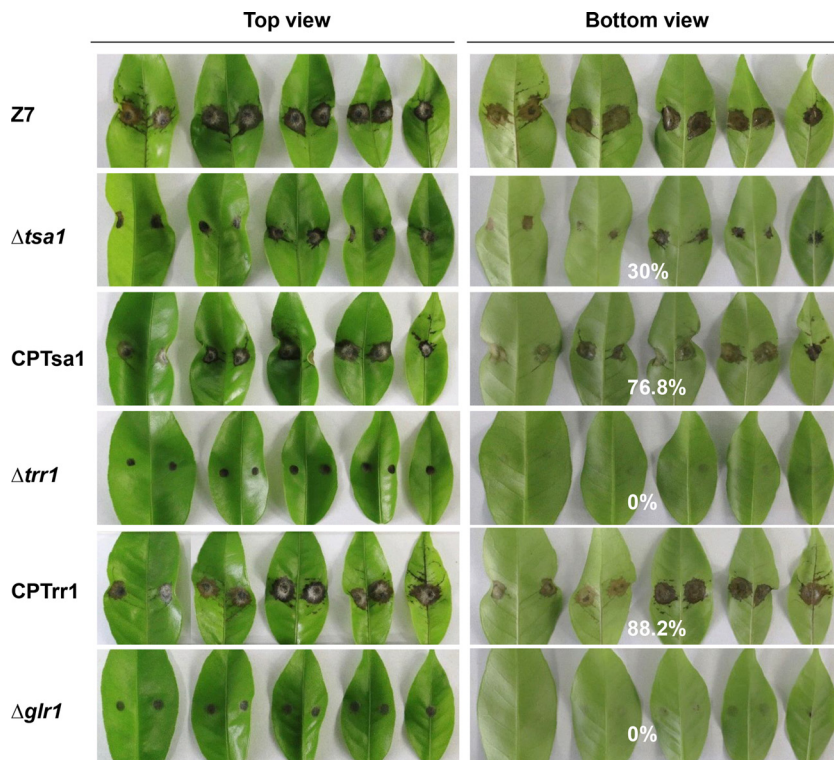 Top view Bottom view
Z7
Δtsa1
30%
CPTsa1
76.8%
Δtrr1
0%
CPTrr1
88.2%
Δglr1
0%